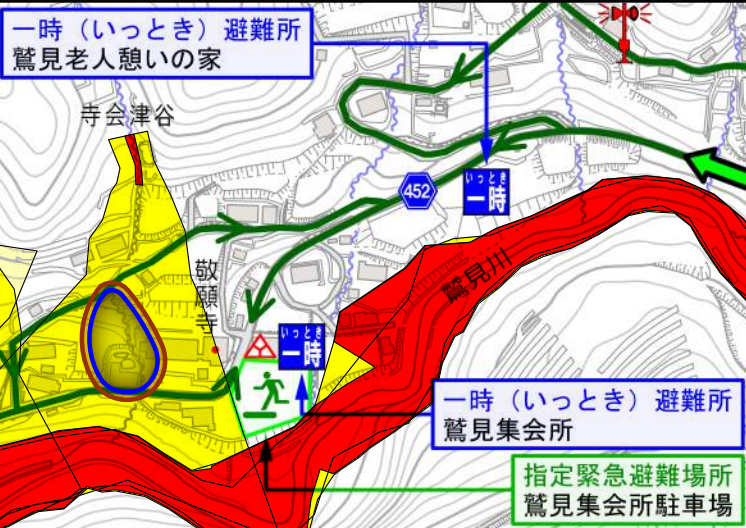 一時（いっとき）避難所
鷲見老人憩いの家
寺会津谷
452
いっとき
一時
敬願寺
鷲見川
いっとき
一時
一時（いっとき）避難所
鷲見集会所
指定緊急避難場所
鷲見集会所駐車場